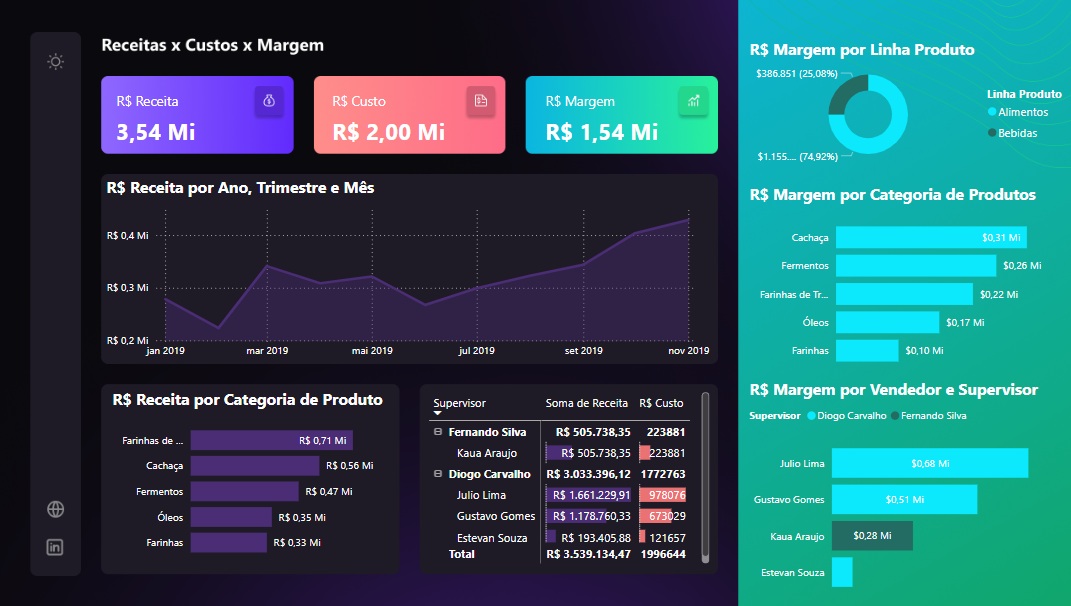 Receitas x Custos x Margem
R$ Receita
3,54 Mi
R$ Custo
R$ 2,00 Mi
R$ Margem
R$ 1,54 Mi
R$ Receita por Ano, Trimestre e Mês
R$ 0,4 Mi
R$ 0,3 Mi
R$ 0,2 Mi
jan 2019 mar 2019 mai 2019 jul 2019 set 2019 nov 2019
R$ Receita por Categoria de Produto
Farinhas de ... R$ 0,71 Mi
Cachaça R$ 0,56 Mi
Fermentos R$ 0,47 Mi
Óleos R$ 0,35 Mi
Farinhas R$ 0,33 Mi
Supervisor Soma de Receita R$ Custo
Fernando Silva R$ 505.738,35 223881
Kaua Araujo R$ 505.738,35 223881
Diogo Carvalho R$ 3.033.396,12 1772763
Julio Lima R$ 1.661.229,91 978076
Gustavo Gomes R$ 1.178.760,33 673029
Estevan Souza R$ 193.405,88 121657
Total R$ 3.539.134,47 1996644
R$ Margem por Linha Produto
$386.851 (25,08%)
$1.155.... (74,92%)
Linha Produto
Alimentos
Bebidas
R$ Margem por Categoria de Produtos
Cachaça $0,31 Mi
Fermentos $0,26 Mi
Farinhas de Tr... $0,22 Mi
Óleos $0,17 Mi
Farinhas $0,10 Mi
R$ Margem por Vendedor e Supervisor
Supervisor Diogo Carvalho Fernando Silva
Julio Lima $0,68 Mi
Gustavo Gomes $0,51 Mi
Kaua Araujo $0,28 Mi
Estevan Souza
in